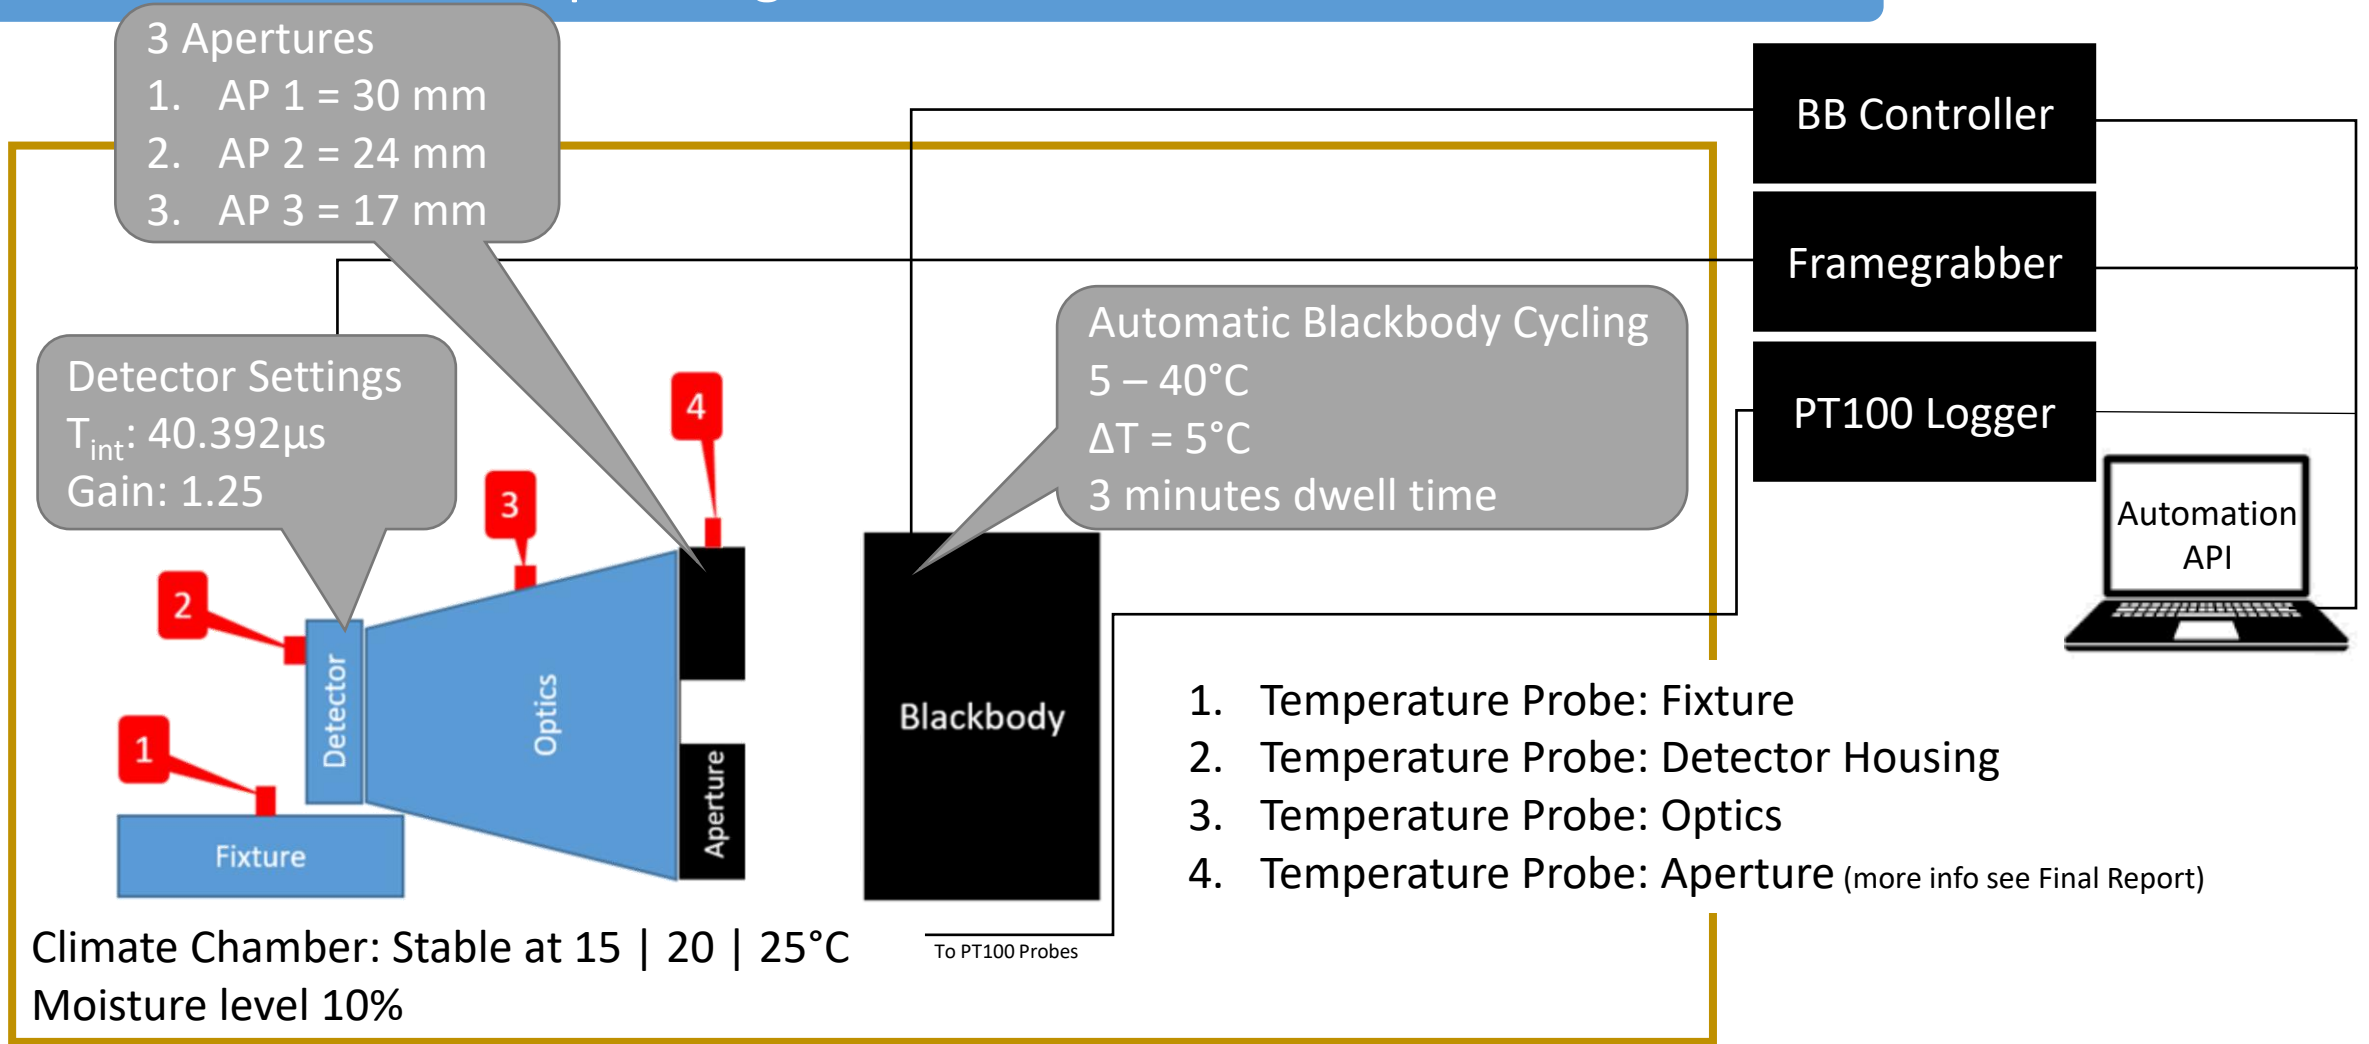 3 Apertures
1. AP 1 = 30 mm
2. AP 2 = 24 mm
3. AP 3 = 17 mm
BB Controller
Framegrabber
PT100 Logger
Automation
API
Detector Settings
Tint: 40.392µs
Gain: 1.25
Automatic Blackbody Cycling
5 – 40°C
ΔT = 5°C
3 minutes dwell time
4
3
2
1
Detector
Optics
Aperture
Fixture
Blackbody
1. Temperature Probe: Fixture
2. Temperature Probe: Detector Housing
3. Temperature Probe: Optics
4. Temperature Probe: Aperture (more info see Final Report)
Climate Chamber: Stable at 15 | 20 | 25°C
Moisture level 10%
To PT100 Probes